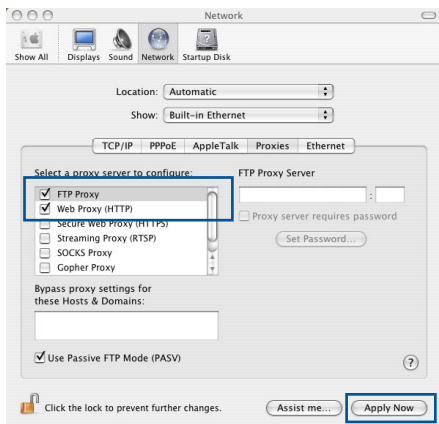 Network
Show All Displays Sound Network Startup Disk
Location: Automatic
Show: Built-in Ethernet
TCP/IP PPPoE AppleTalk Proxies Ethernet
Select a proxy server to configure: FTP Proxy Server
FTP Proxy
:
Web Proxy (HTTP)
Proxy server requires password
Secure Web Proxy (HTTPS)
Streaming Proxy (RTSP) Set Password...
SOCKS Proxy
Gopher Proxy
Bypass proxy settings for
these Hosts & Domains:
Use Passive FTP Mode (PASV) ?
Click the lock to prevent further changes. Assist me... Apply Now